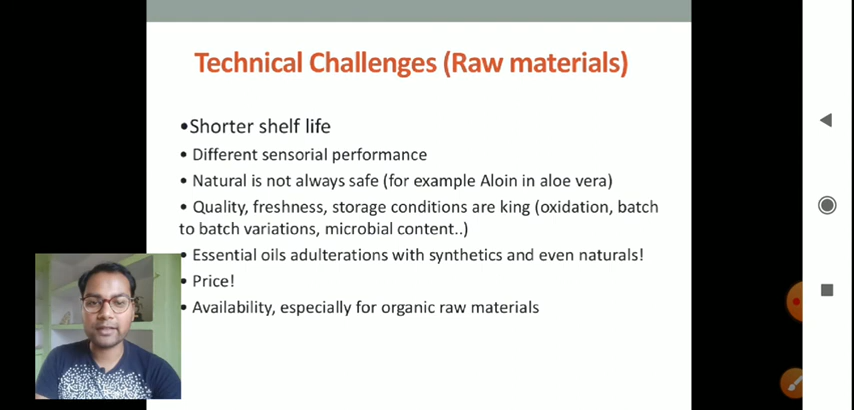 Technical Challenges (Raw materials)
•Shorter shelf life
• Different sensorial performance
• Natural is not always safe (for example Aloin in aloe vera)
• Quality, freshness, storage conditions are king (oxidation, batch
to batch variations, microbial content..)
• Essential oils adulterations with synthetics and even naturals!
• Price!
• Availability, especially for organic raw materials